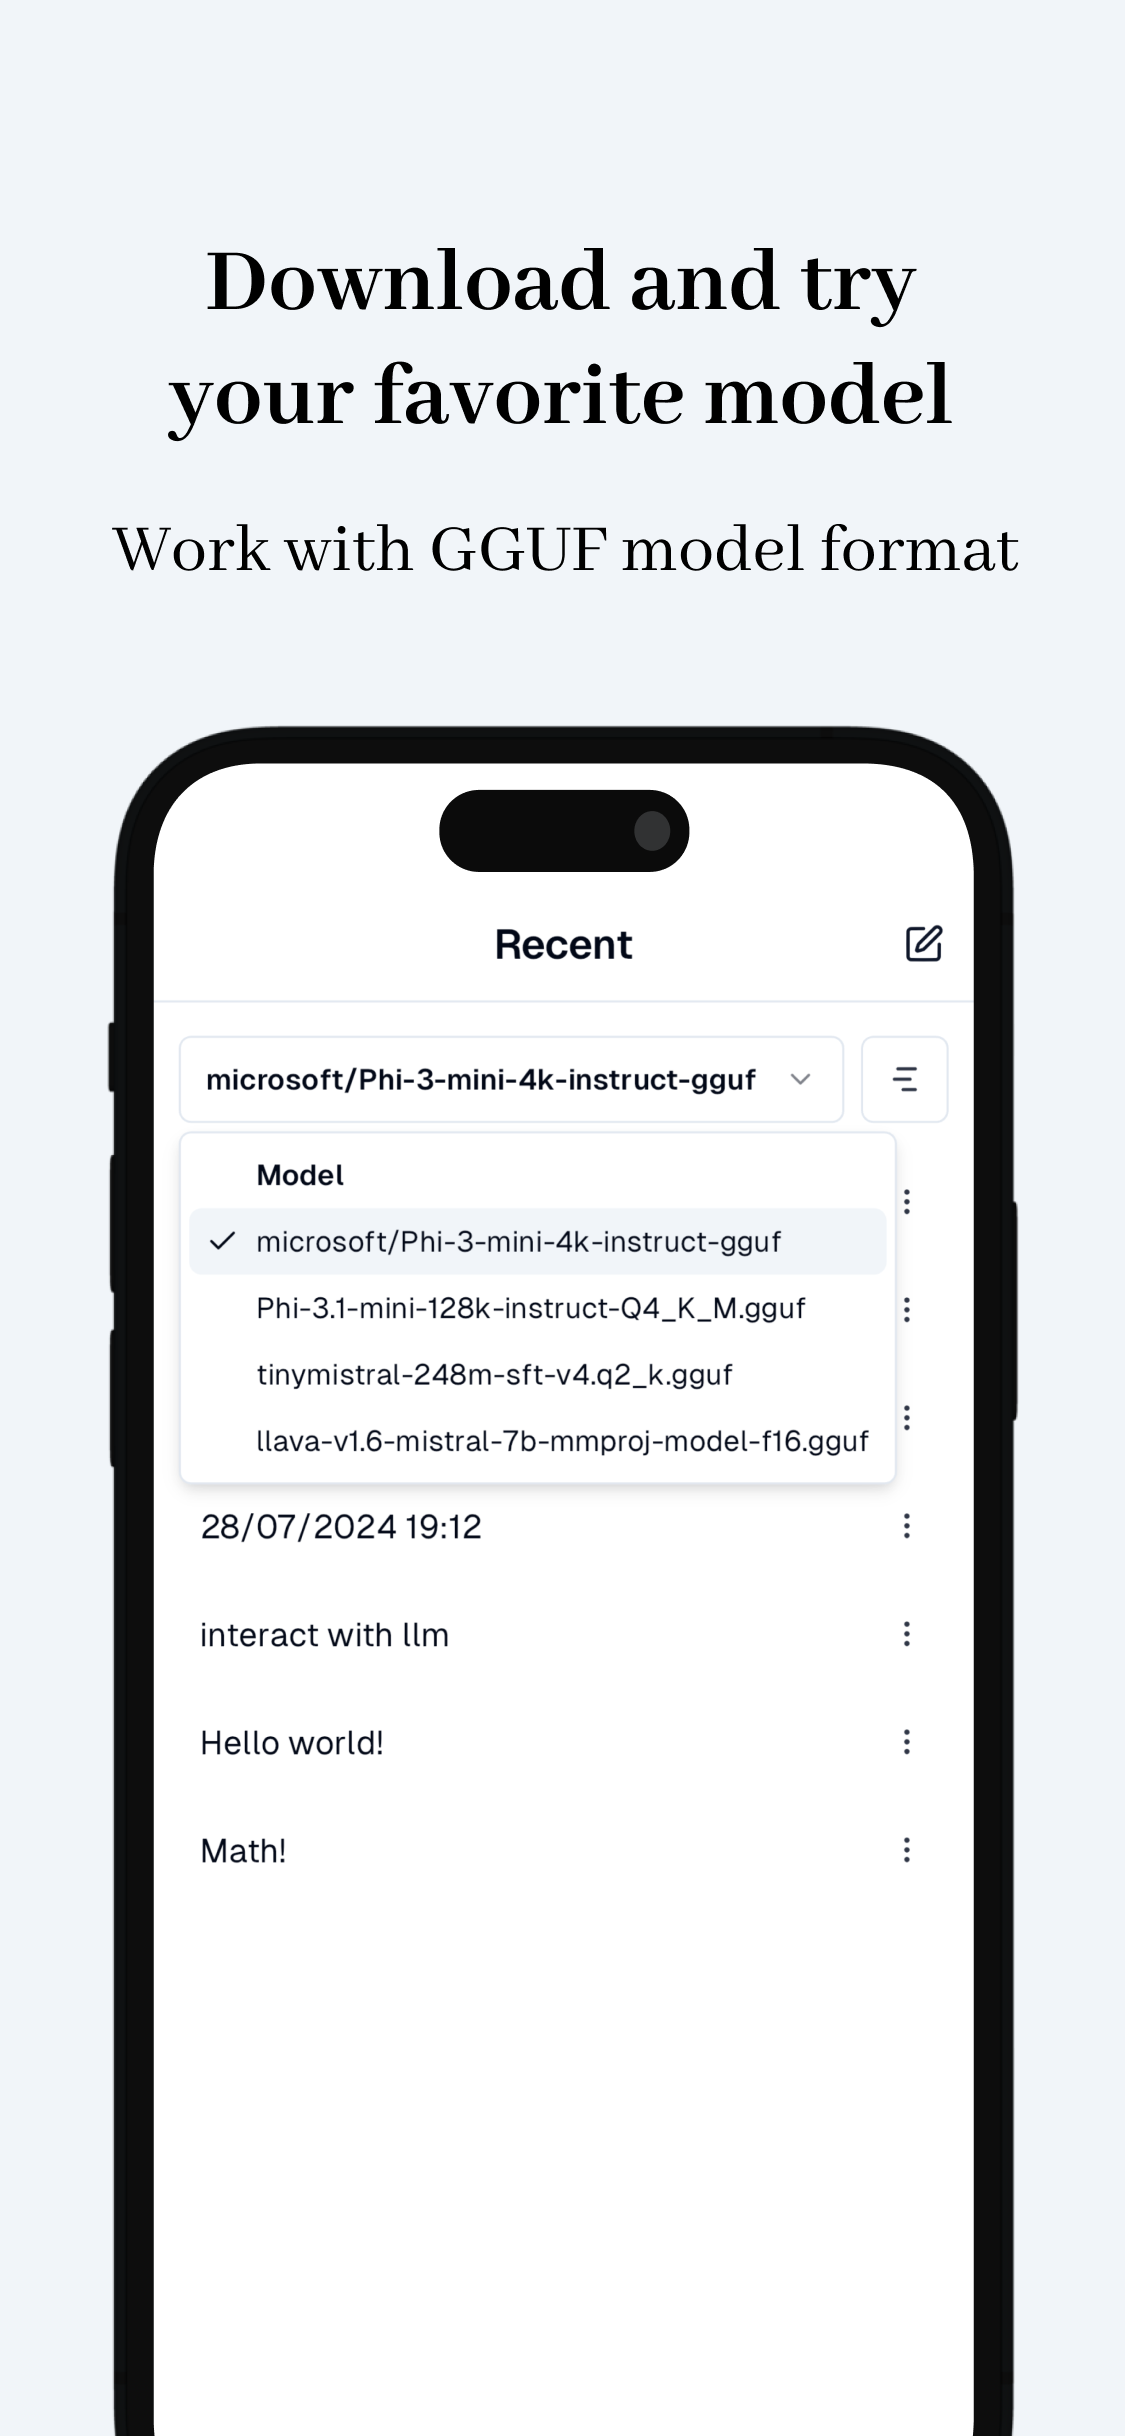 Download and try
your favorite model
Work with GGUF model format
Recent
microsoft/Phi-3-mini-4k-instruct-gguf
Model
microsoft/Phi-3-mini-4k-instruct-gguf
Phi-3.1-mini-128k-instruct-Q4_K_M.gguf
tinymistral-248m-sft-v4.q2_k.gguf
llava-v1.6-mistral-7b-mmproj-model-f16.gguf
28/07/2024 19:12
interact with llm
Hello world!
Math!